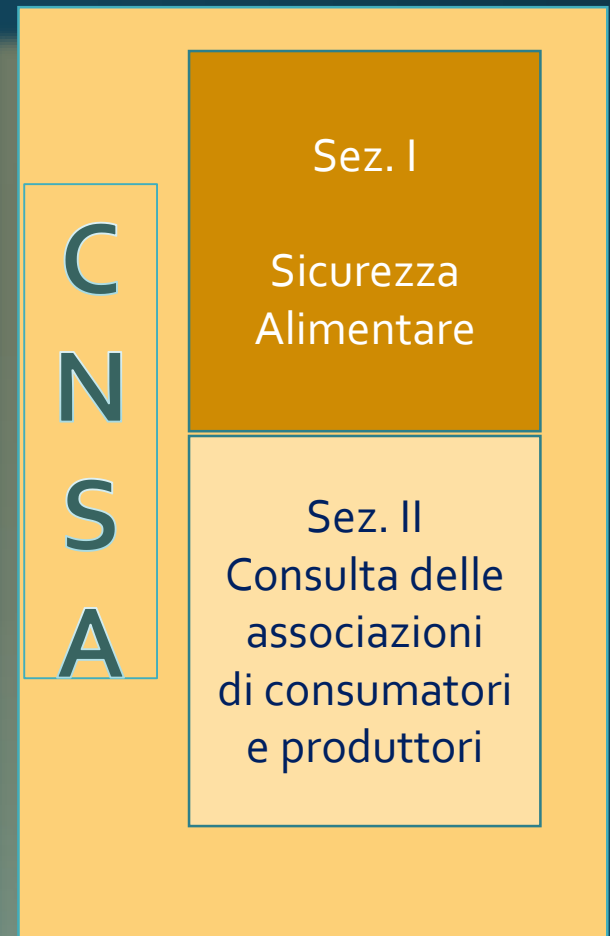 C
N
S
A
Sez. I
Sicurezza
Alimentare
Sez. II
Consulta delle
associazioni
di consumatori
e produttori